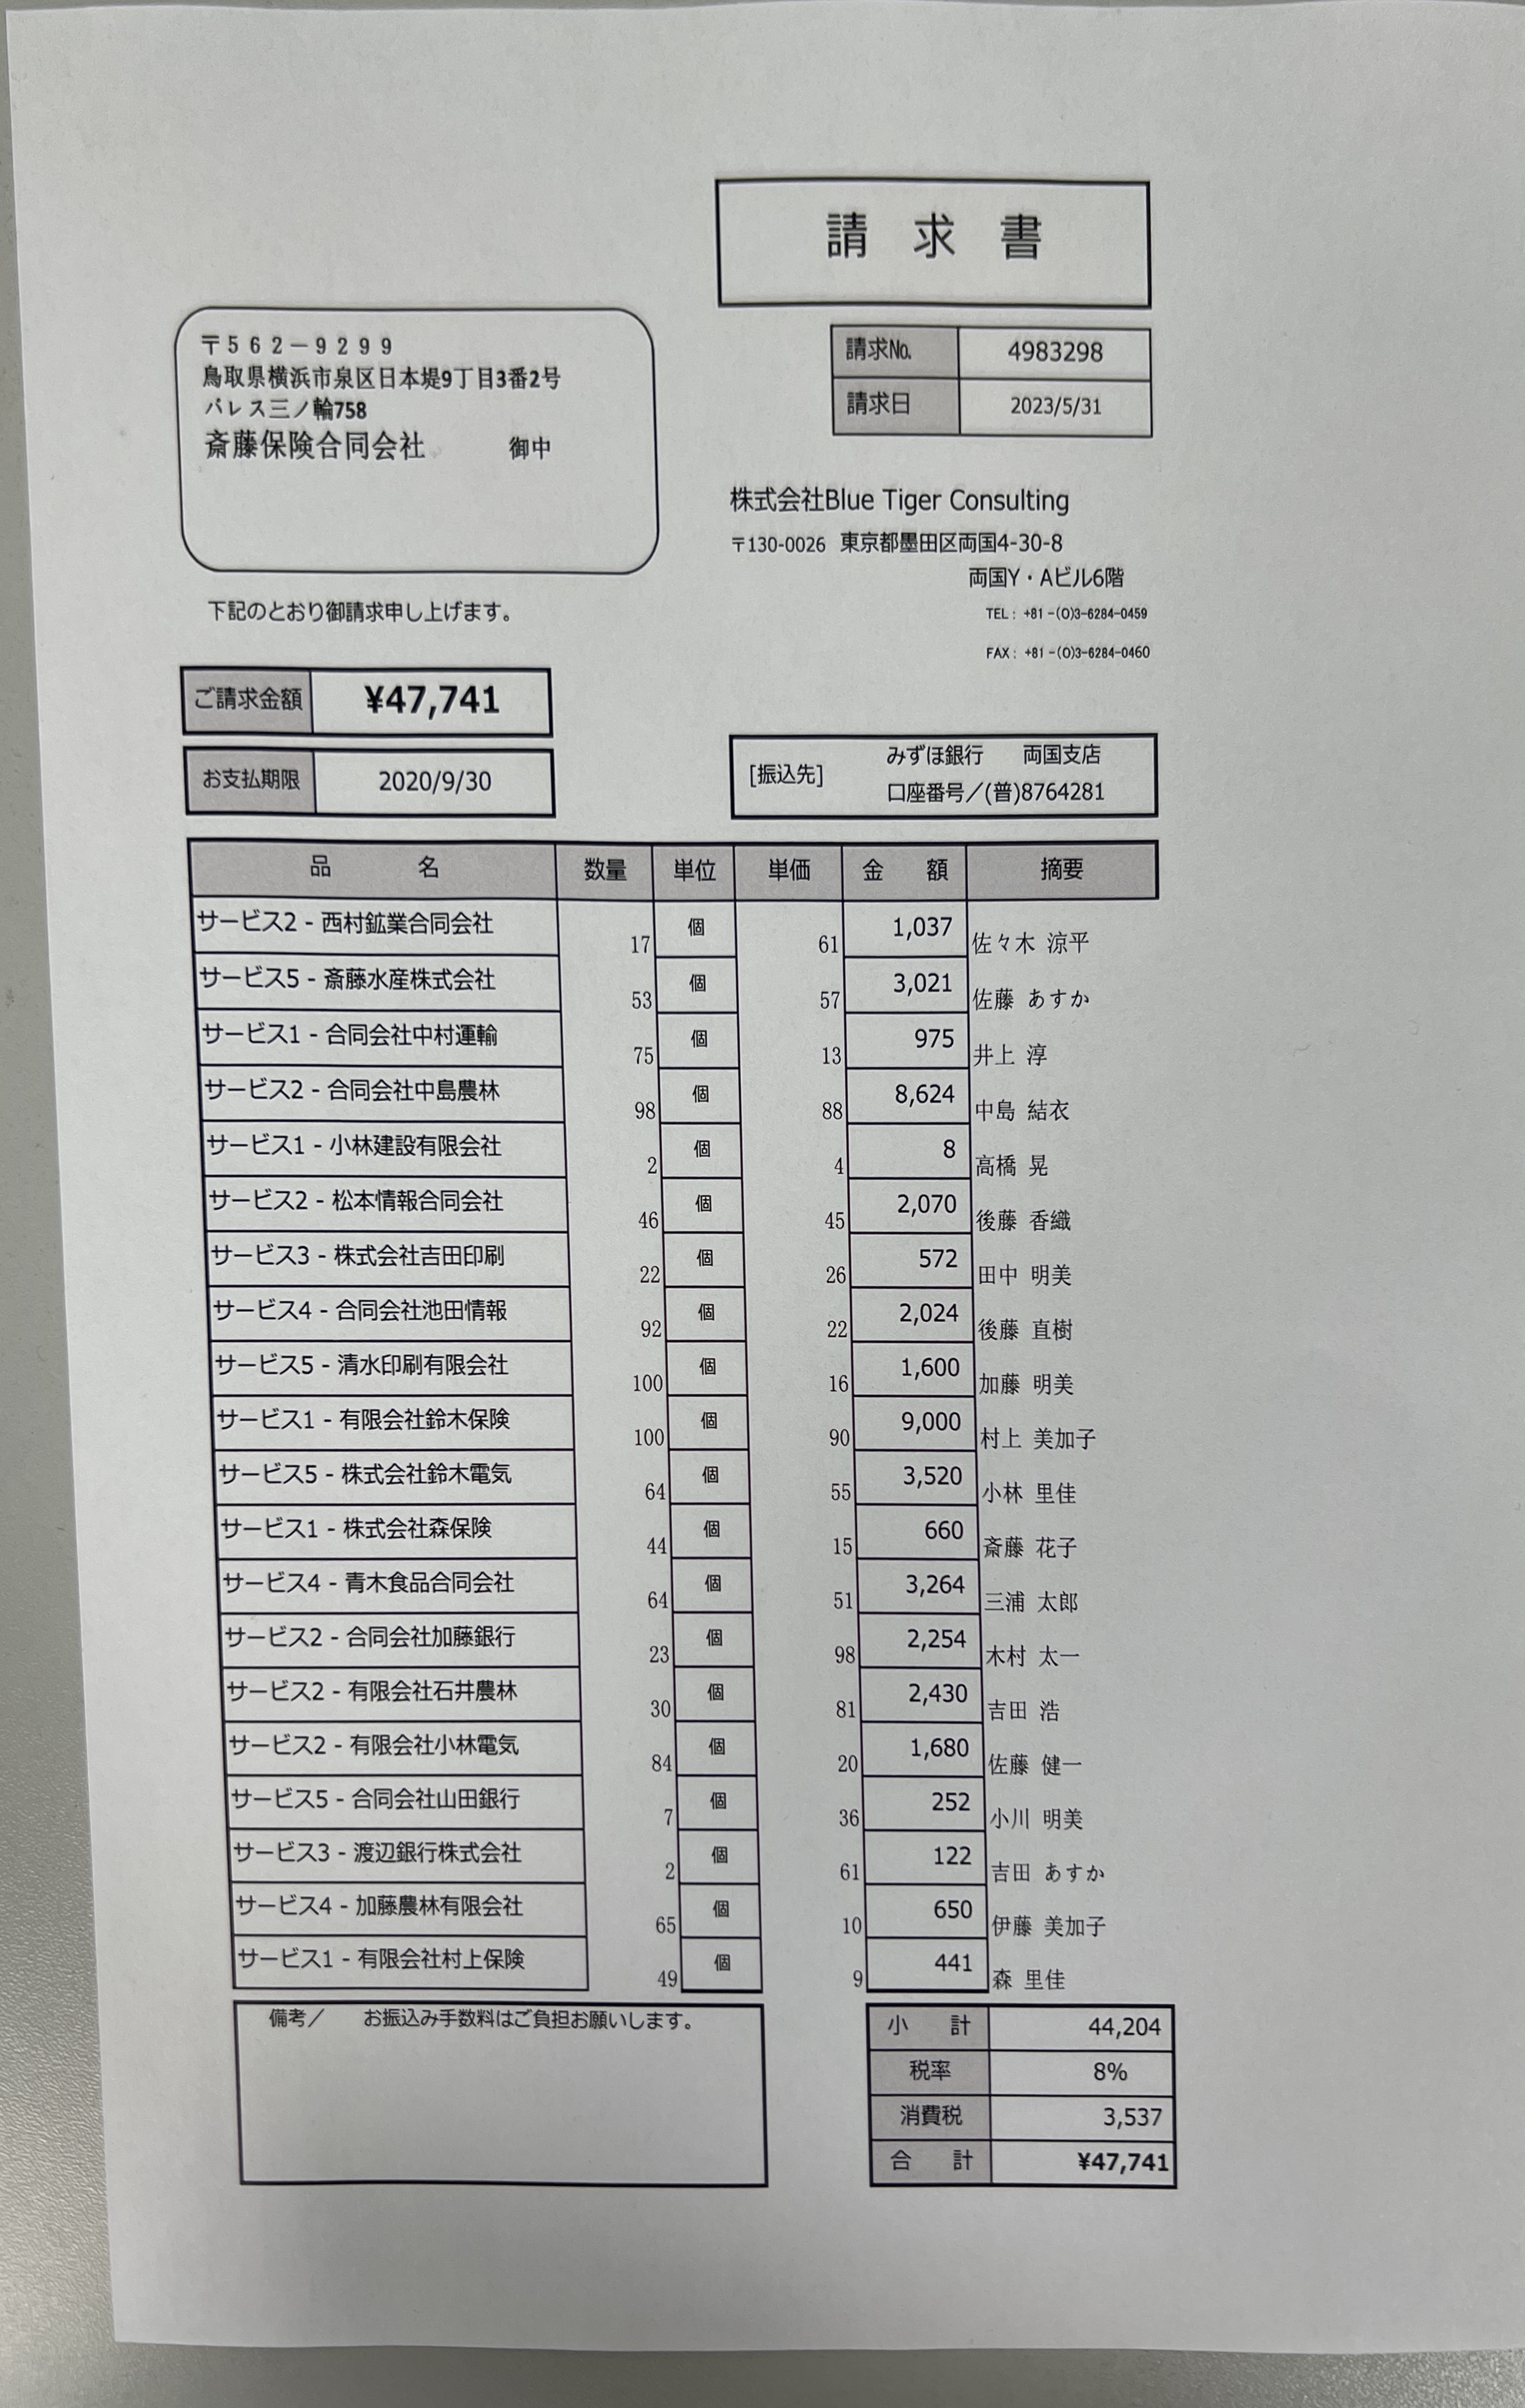 請 求 書
〒５６２－９２９９
鳥取県横浜市泉区日本堤9丁目3番2号
パレス三ノ輪758
斎藤保険合同会社 御中
請求No. 4983298
請求日 2023/5/31
株式会社Blue Tiger Consulting
〒130-0026 東京都墨田区両国4-30-8
両国Y・Aビル6階
TEL： +81 -(0)3-6284-0459
FAX： +81 -(0)3-6284-0460
下記のとおり御請求申し上げます。
ご請求金額 ¥47,741
お支払期限 2020/9/30
[振込先] みずほ銀行 両国支店
口座番号／(普)8764281
品 名 数量 単位 単価 金 額 摘要
サービス2 - 西村鉱業合同会社 17 個 61 1,037 佐々木 涼平
サービス5 - 斎藤水産株式会社 53 個 57 3,021 佐藤 あすか
サービス1 - 合同会社中村運輸 75 個 13 975 井上 淳
サービス2 - 合同会社中島農林 98 個 88 8,624 中島 結衣
サービス1 - 小林建設有限会社 2 個 4 8 高橋 晃
サービス2 - 松本情報合同会社 46 個 45 2,070 後藤 香織
サービス3 - 株式会社吉田印刷 22 個 26 572 田中 明美
サービス4 - 合同会社池田情報 92 個 22 2,024 後藤 直樹
サービス5 - 清水印刷有限会社 100 個 16 1,600 加藤 明美
サービス1 - 有限会社鈴木保険 100 個 90 9,000 村上 美加子
サービス5 - 株式会社鈴木電気 64 個 55 3,520 小林 里佳
サービス1 - 株式会社森保険 44 個 15 660 斎藤 花子
サービス4 - 青木食品合同会社 64 個 51 3,264 三浦 太郎
サービス2 - 合同会社加藤銀行 23 個 98 2,254 木村 太一
サービス2 - 有限会社石井農林 30 個 81 2,430 吉田 浩
サービス2 - 有限会社小林電気 84 個 20 1,680 佐藤 健一
サービス5 - 合同会社山田銀行 7 個 36 252 小川 明美
サービス3 - 渡辺銀行株式会社 2 個 61 122 吉田 あすか
サービス4 - 加藤農林有限会社 65 個 10 650 伊藤 美加子
サービス1 - 有限会社村上保険 49 個 9 441 森 里佳
備考／ お振込み手数料はご負担お願いします。
小 計 44,204
税率 8%
消費税 3,537
合 計 ¥47,741